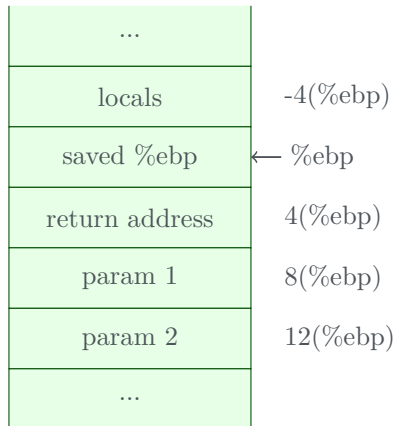 ...
locals -4(%ebp)
saved %ebp %ebp
return address 4(%ebp)
param 1 8(%ebp)
param 2 12(%ebp)
...